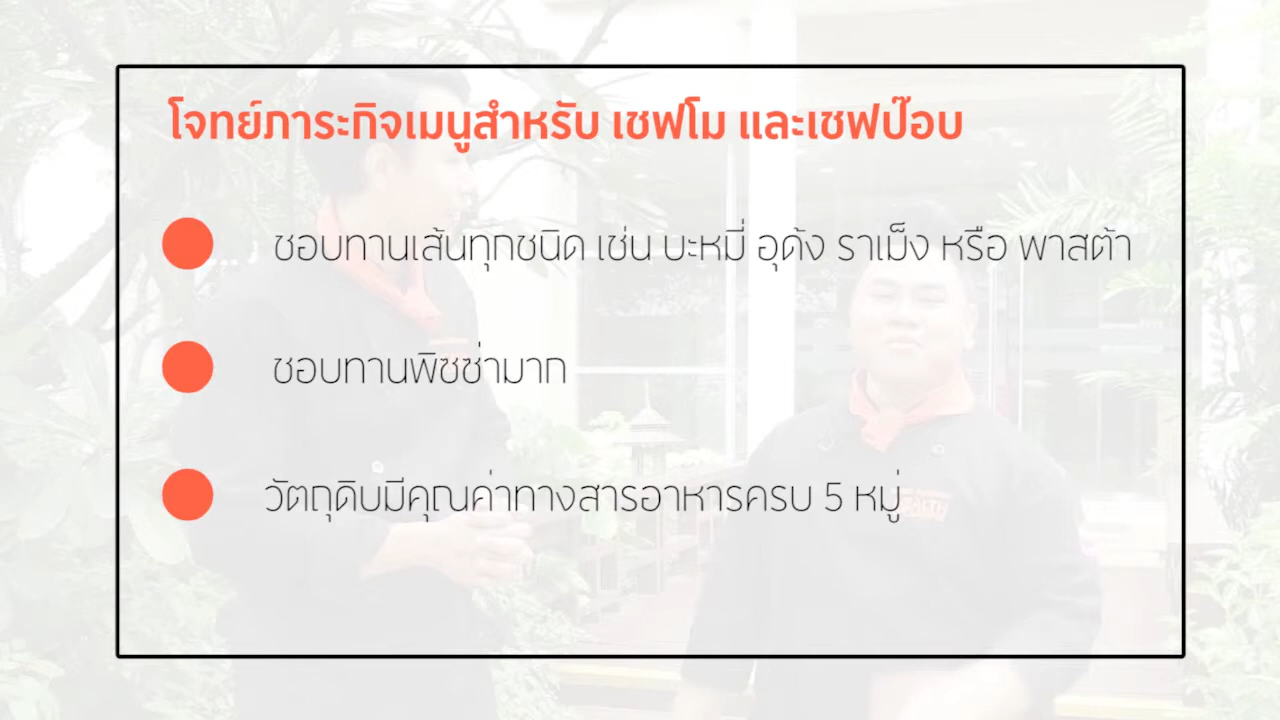 โจทย์ภาระกิจเมนูสำหรับ เชฟโม และเชฟป๊อบ
ชอบทานเส้นทุกชนิด เช่น บะหมี่ อุด้ง ราเม็ง หรือ พาสต้า
ชอบทานพิซซ่ามาก
วัตถุดิบมีคุณค่าทางสารอาหารครบ 5 หมู่